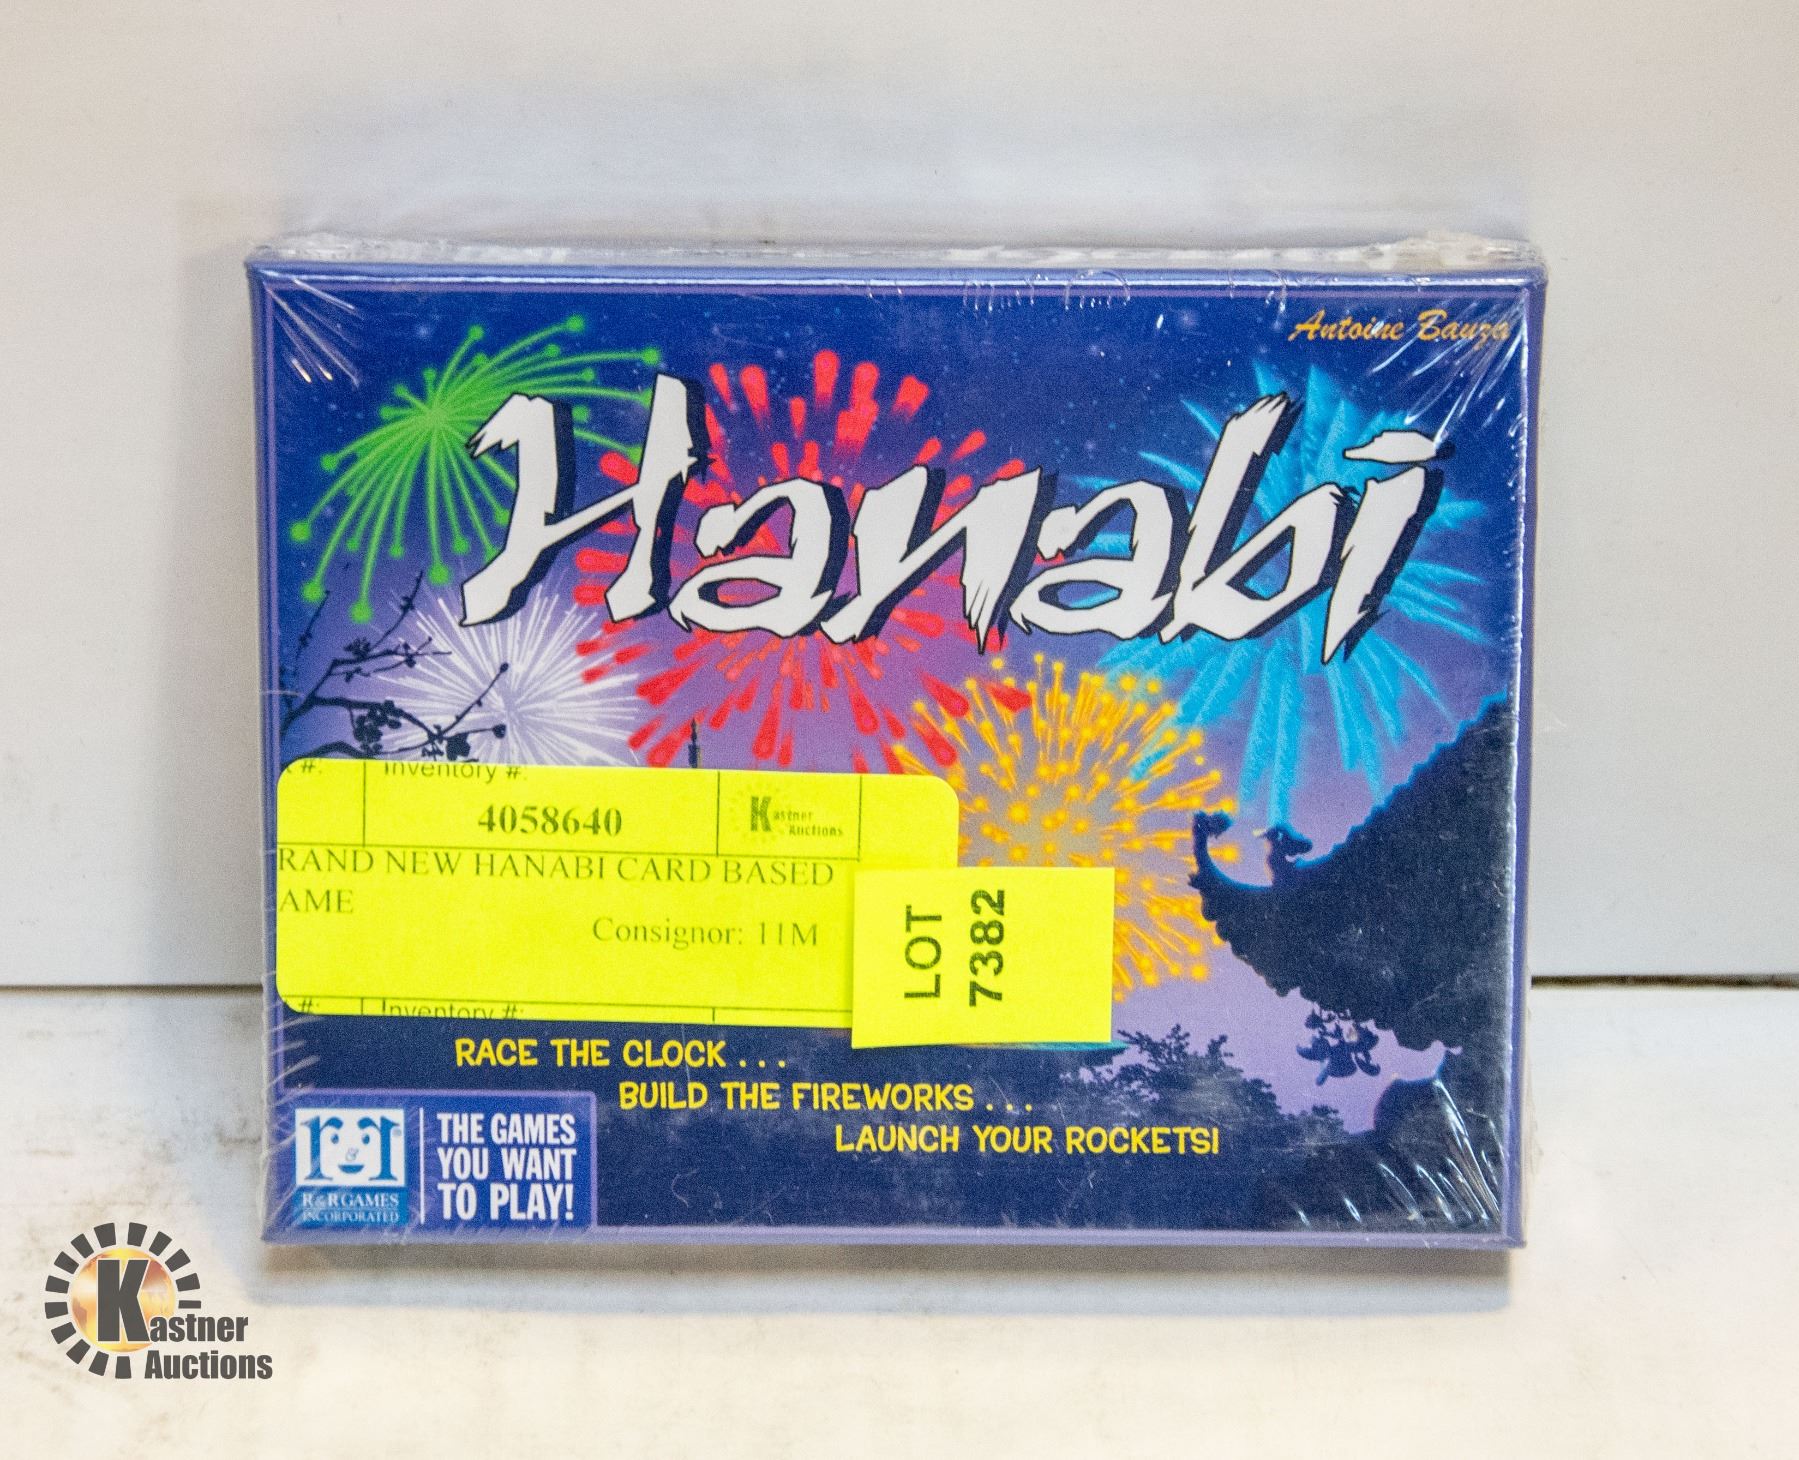 Antoine Bauza
Hanabi
#:
Inventory #:
4058640
Kastner
Auctions
RAND NEW HANABI CARD BASED
AME
Consignor: 11M
#:
Inventory #:
LOT
7382
RACE THE CLOCK . . .
BUILD THE FIREWORKS . . .
LAUNCH YOUR ROCKETS!
r&r
R&R GAMES
INCORPORATED
THE GAMES
YOU WANT
TO PLAY!
Kastner
Auctions